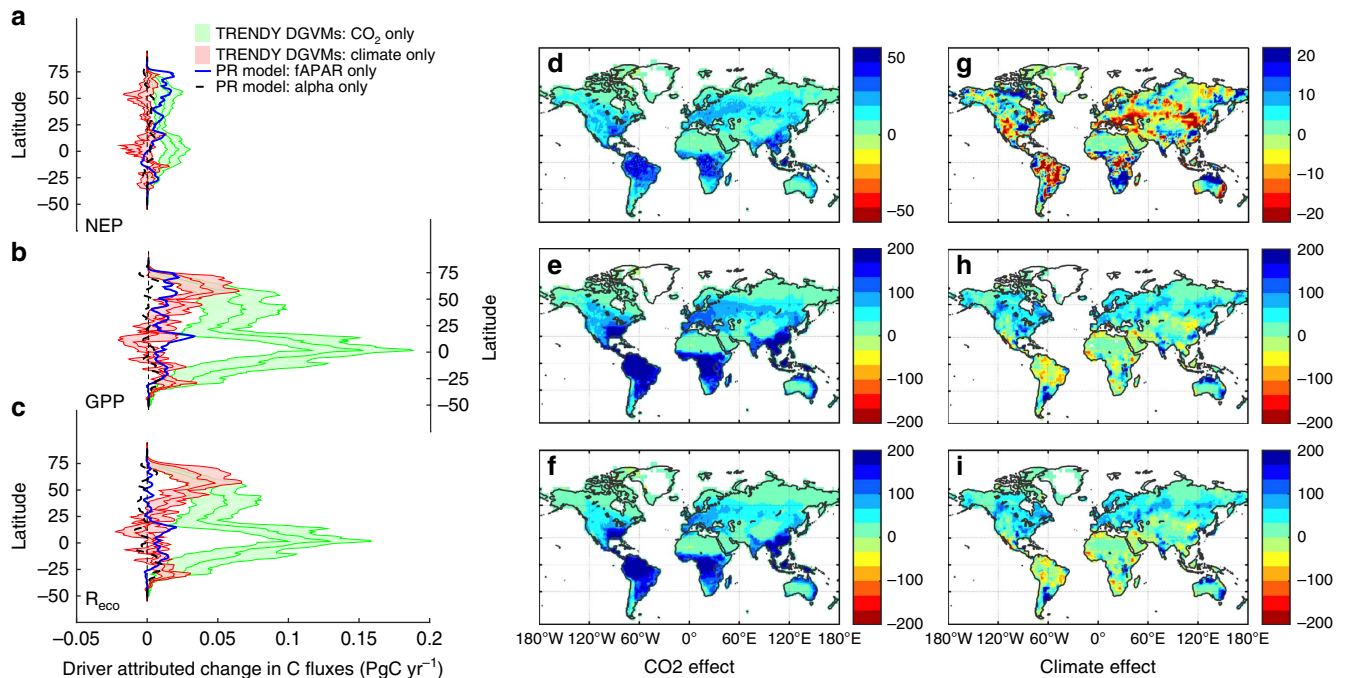 a
TRENDY DGVMs: CO2 only
TRENDY DGVMs: climate only
PR model: fAPAR only
PR model: alpha only
75
50
25
0
−25
−50
Latitude
NEP
b
75
50
25
0
−25
−50
Latitude
GPP
c
75
50
25
0
−25
−50
Latitude
Reco
−0.05 0 0.05 0.1 0.15 0.2
Driver attributed change in C fluxes (PgC yr−1)
d
50
0
−50
e
200
100
0
−100
−200
f
200
100
0
−100
−200
180°W 120°W 60°W 0° 60°E 120°E 180°E
CO2 effect
g
20
10
0
−10
−20
h
200
100
0
−100
−200
i
200
100
0
−100
−200
180°W 120°W 60°W 0° 60°E 120°E 180°E
Climate effect